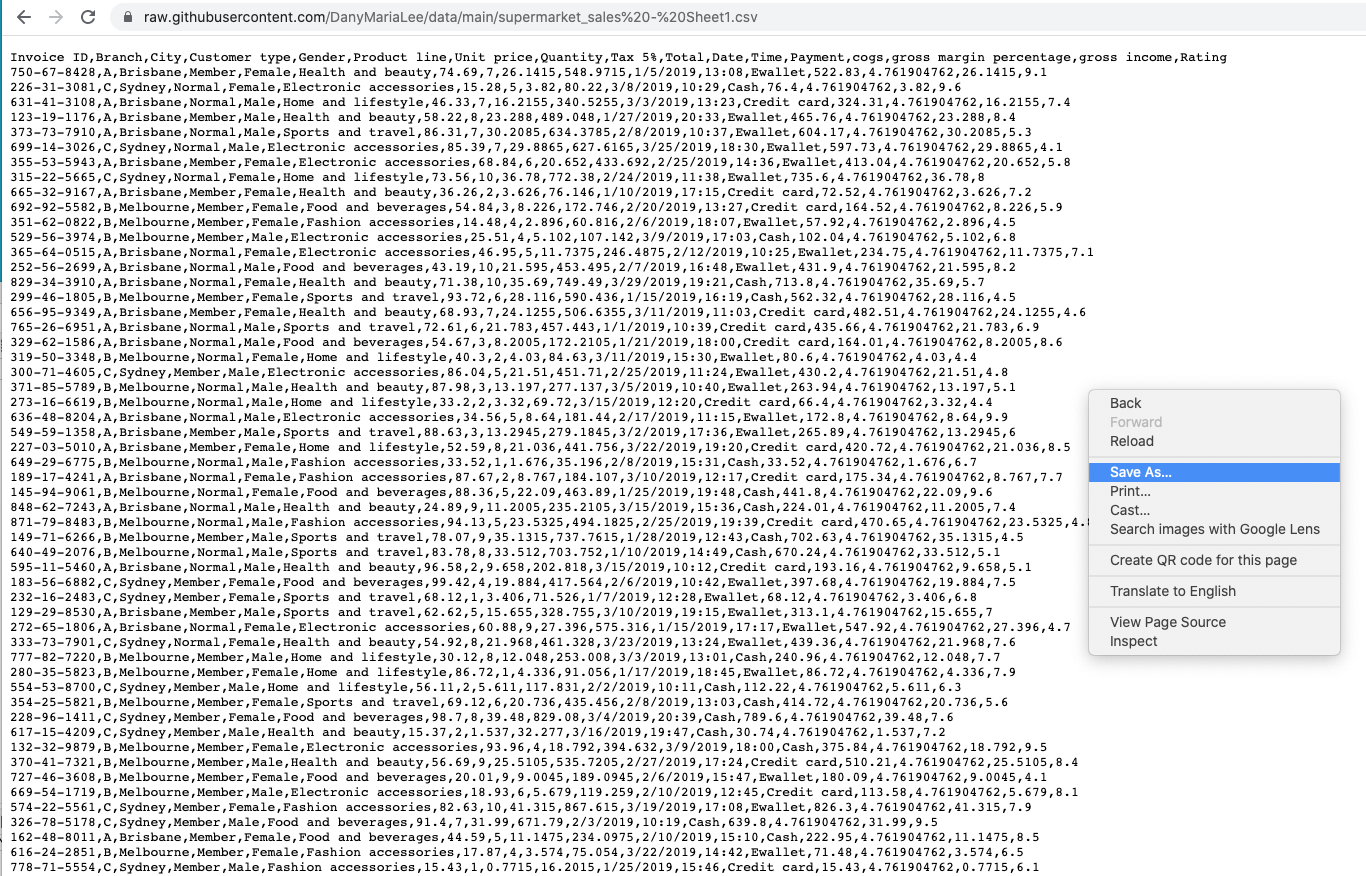 raw.githubusercontent.com/DanyMariaLee/data/main/supermarket_sales%20-%20Sheet1.csv
Invoice ID,Branch,City,Customer type,Gender,Product line,Unit price,Quantity,Tax 5%,Total,Date,Time,Payment,cogs,gross margin percentage,gross income,Rating
750-67-8428,A,Brisbane,Member,Female,Health and beauty,74.69,7,26.1415,548.9715,1/5/2019,13:08,Ewallet,522.83,4.761904762,26.1415,9.1
226-31-3081,C,Sydney,Normal,Female,Electronic accessories,15.28,5,3.82,80.22,3/8/2019,10:29,Cash,76.4,4.761904762,3.82,9.6
631-41-3108,A,Brisbane,Normal,Male,Home and lifestyle,46.33,7,16.2155,340.5255,3/3/2019,13:23,Credit card,324.31,4.761904762,16.2155,7.4
123-19-1176,A,Brisbane,Member,Male,Health and beauty,58.22,8,23.288,489.048,1/27/2019,20:33,Ewallet,465.76,4.761904762,23.288,8.4
373-73-7910,A,Brisbane,Normal,Male,Sports and travel,86.31,7,30.2085,634.3785,2/8/2019,10:37,Ewallet,604.17,4.761904762,30.2085,5.3
699-14-3026,C,Sydney,Normal,Male,Electronic accessories,85.39,7,29.8865,627.6165,3/25/2019,18:30,Ewallet,597.73,4.761904762,29.8865,4.1
355-53-5943,A,Brisbane,Member,Female,Electronic accessories,68.84,6,20.652,433.692,2/25/2019,14:36,Ewallet,413.04,4.761904762,20.652,5.8
315-22-5665,C,Sydney,Normal,Female,Home and lifestyle,73.56,10,36.78,772.38,2/24/2019,11:38,Ewallet,735.6,4.761904762,36.78,8
665-32-9167,A,Brisbane,Member,Female,Health and beauty,36.26,2,3.626,76.146,1/10/2019,17:15,Credit card,72.52,4.761904762,3.626,7.2
692-92-5582,B,Melbourne,Member,Female,Food and beverages,54.84,3,8.226,172.746,2/20/2019,13:27,Credit card,164.52,4.761904762,8.226,5.9
351-62-0822,B,Melbourne,Member,Female,Fashion accessories,14.48,4,2.896,60.816,2/6/2019,18:07,Ewallet,57.92,4.761904762,2.896,4.5
529-56-3974,B,Melbourne,Member,Male,Electronic accessories,25.51,4,5.102,107.142,3/9/2019,17:03,Cash,102.04,4.761904762,5.102,6.8
365-64-0515,A,Brisbane,Normal,Female,Electronic accessories,46.95,5,11.7375,246.4875,2/12/2019,10:25,Ewallet,234.75,4.761904762,11.7375,7.1
252-56-2699,A,Brisbane,Normal,Male,Food and beverages,43.19,10,21.595,453.495,2/7/2019,16:48,Ewallet,431.9,4.761904762,21.595,8.2
829-34-3910,A,Brisbane,Normal,Female,Health and beauty,71.38,10,35.69,749.49,3/29/2019,19:21,Cash,713.8,4.761904762,35.69,5.7
299-46-1805,B,Melbourne,Member,Female,Sports and travel,93.72,6,28.116,590.436,1/15/2019,16:19,Cash,562.32,4.761904762,28.116,4.5
656-95-9349,A,Brisbane,Member,Female,Health and beauty,68.93,7,24.1255,506.6355,3/11/2019,11:03,Credit card,482.51,4.761904762,24.1255,4.6
765-26-6951,A,Brisbane,Normal,Male,Sports and travel,72.61,6,21.783,457.443,1/1/2019,10:39,Credit card,435.66,4.761904762,21.783,6.9
329-62-1586,A,Brisbane,Normal,Male,Food and beverages,54.67,3,8.2005,172.2105,1/21/2019,18:00,Credit card,164.01,4.761904762,8.2005,8.6
319-50-3348,B,Melbourne,Normal,Female,Home and lifestyle,40.3,2,4.03,84.63,3/11/2019,15:30,Ewallet,80.6,4.761904762,4.03,4.4
300-71-4605,C,Sydney,Member,Male,Electronic accessories,86.04,5,21.51,451.71,2/25/2019,11:24,Ewallet,430.2,4.761904762,21.51,4.8
371-85-5789,B,Melbourne,Normal,Male,Health and beauty,87.98,3,13.197,277.137,3/5/2019,10:40,Ewallet,263.94,4.761904762,13.197,5.1
273-16-6619,B,Melbourne,Normal,Male,Home and lifestyle,33.2,2,3.32,69.72,3/15/2019,12:20,Credit card,66.4,4.761904762,3.32,4.4
636-48-8204,A,Brisbane,Normal,Male,Electronic accessories,34.56,5,8.64,181.44,2/17/2019,11:15,Ewallet,172.8,4.761904762,8.64,9.9
549-59-1358,A,Brisbane,Member,Male,Sports and travel,88.63,3,13.2945,279.1845,3/2/2019,17:36,Ewallet,265.89,4.761904762,13.2945,6
227-03-5010,A,Brisbane,Member,Female,Home and lifestyle,52.59,8,21.036,441.756,3/22/2019,19:20,Credit card,420.72,4.761904762,21.036,8.5
649-29-6775,B,Melbourne,Normal,Male,Fashion accessories,33.52,1,1.676,35.196,2/8/2019,15:31,Cash,33.52,4.761904762,1.676,6.7
189-17-4241,A,Brisbane,Normal,Female,Fashion accessories,87.67,2,8.767,184.107,3/10/2019,12:17,Credit card,175.34,4.761904762,8.767,7.7
145-94-9061,B,Melbourne,Normal,Female,Food and beverages,88.36,5,22.09,463.89,1/25/2019,19:48,Cash,441.8,4.761904762,22.09,9.6
848-62-7243,A,Brisbane,Normal,Male,Health and beauty,24.89,9,11.2005,235.2105,3/15/2019,15:36,Cash,224.01,4.761904762,11.2005,7.4
871-79-8483,B,Melbourne,Normal,Male,Fashion accessories,94.13,5,23.5325,494.1825,2/25/2019,19:39,Credit card,470.65,4.761904762,23.5325,4.8
149-71-6266,B,Melbourne,Member,Male,Sports and travel,78.07,9,35.1315,737.7615,1/28/2019,12:43,Cash,702.63,4.761904762,35.1315,4.5
640-49-2076,B,Melbourne,Normal,Male,Sports and travel,83.78,8,33.512,703.752,1/10/2019,14:49,Cash,670.24,4.761904762,33.512,5.1
595-11-5460,A,Brisbane,Normal,Male,Health and beauty,96.58,2,9.658,202.818,3/15/2019,10:12,Credit card,193.16,4.761904762,9.658,5.1
183-56-6882,C,Sydney,Member,Female,Food and beverages,99.42,4,19.884,417.564,2/6/2019,10:42,Ewallet,397.68,4.761904762,19.884,7.5
232-16-2483,C,Sydney,Member,Female,Sports and travel,68.12,1,3.406,71.526,1/7/2019,12:28,Ewallet,68.12,4.761904762,3.406,6.8
129-29-8530,A,Brisbane,Member,Male,Sports and travel,62.62,5,15.655,328.755,3/10/2019,19:15,Ewallet,313.1,4.761904762,15.655,7
272-65-1806,A,Brisbane,Normal,Female,Electronic accessories,60.88,9,27.396,575.316,1/15/2019,17:17,Ewallet,547.92,4.761904762,27.396,4.7
333-73-7901,C,Sydney,Normal,Female,Health and beauty,54.92,8,21.968,461.328,3/23/2019,13:24,Ewallet,439.36,4.761904762,21.968,7.6
777-82-7220,B,Melbourne,Member,Male,Home and lifestyle,30.12,8,12.048,253.008,3/3/2019,13:01,Cash,240.96,4.761904762,12.048,7.7
280-35-5823,B,Melbourne,Member,Female,Home and lifestyle,86.72,1,4.336,91.056,1/17/2019,18:45,Ewallet,86.72,4.761904762,4.336,7.9
554-53-8700,C,Sydney,Member,Male,Home and lifestyle,56.11,2,5.611,117.831,2/2/2019,10:11,Cash,112.22,4.761904762,5.611,6.3
354-25-5821,B,Melbourne,Member,Female,Sports and travel,69.12,6,20.736,435.456,2/8/2019,13:03,Cash,414.72,4.761904762,20.736,5.6
228-96-1411,C,Sydney,Member,Female,Food and beverages,98.7,8,39.48,829.08,3/4/2019,20:39,Cash,789.6,4.761904762,39.48,7.6
617-15-4209,C,Sydney,Member,Male,Health and beauty,15.37,2,1.537,32.277,3/16/2019,19:47,Cash,30.74,4.761904762,1.537,7.2
132-32-9879,B,Melbourne,Member,Female,Electronic accessories,93.96,4,18.792,394.632,3/9/2019,18:00,Cash,375.84,4.761904762,18.792,9.5
370-41-7321,B,Melbourne,Member,Male,Health and beauty,56.69,9,25.5105,535.7205,2/27/2019,17:24,Credit card,510.21,4.761904762,25.5105,8.4
727-46-3608,B,Melbourne,Member,Female,Food and beverages,20.01,9,9.0045,189.0945,2/6/2019,15:47,Ewallet,180.09,4.761904762,9.0045,4.1
669-54-1719,B,Melbourne,Member,Male,Electronic accessories,18.93,6,5.679,119.259,2/10/2019,12:45,Credit card,113.58,4.761904762,5.679,8.1
574-22-5561,C,Sydney,Member,Female,Fashion accessories,82.63,10,41.315,867.615,3/19/2019,17:08,Ewallet,826.3,4.761904762,41.315,7.9
326-78-5178,C,Sydney,Member,Male,Food and beverages,91.4,7,31.99,671.79,2/3/2019,10:19,Cash,639.8,4.761904762,31.99,9.5
162-48-8011,A,Brisbane,Member,Female,Food and beverages,44.59,5,11.1475,234.0975,2/10/2019,15:10,Cash,222.95,4.761904762,11.1475,8.5
616-24-2851,B,Melbourne,Member,Female,Fashion accessories,17.87,4,3.574,75.054,3/22/2019,14:42,Ewallet,71.48,4.761904762,3.574,6.5
778-71-5554,C,Sydney,Member,Male,Fashion accessories,15.43,1,0.7715,16.2015,1/25/2019,15:46,Credit card,15.43,4.761904762,0.7715,6.1
Back
Forward
Reload
Save As...
Print...
Cast...
Search images with Google Lens
Create QR code for this page
Translate to English
View Page Source
Inspect